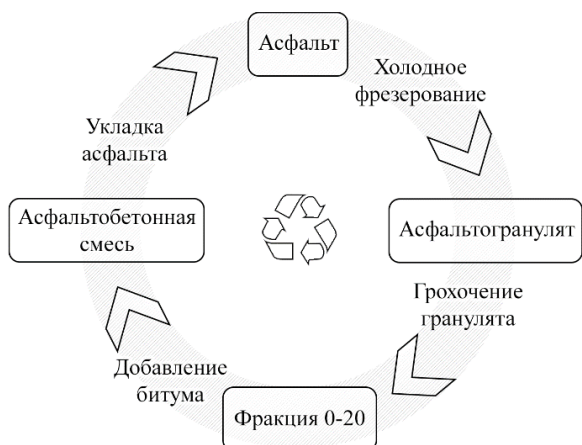 Асфальт
Холодное
фрезерование
Асфальтогранулят
Грохочение
гранулята
Фракция 0-20
Добавление
битума
Асфальтобетонная
смесь
Укладка
асфальта